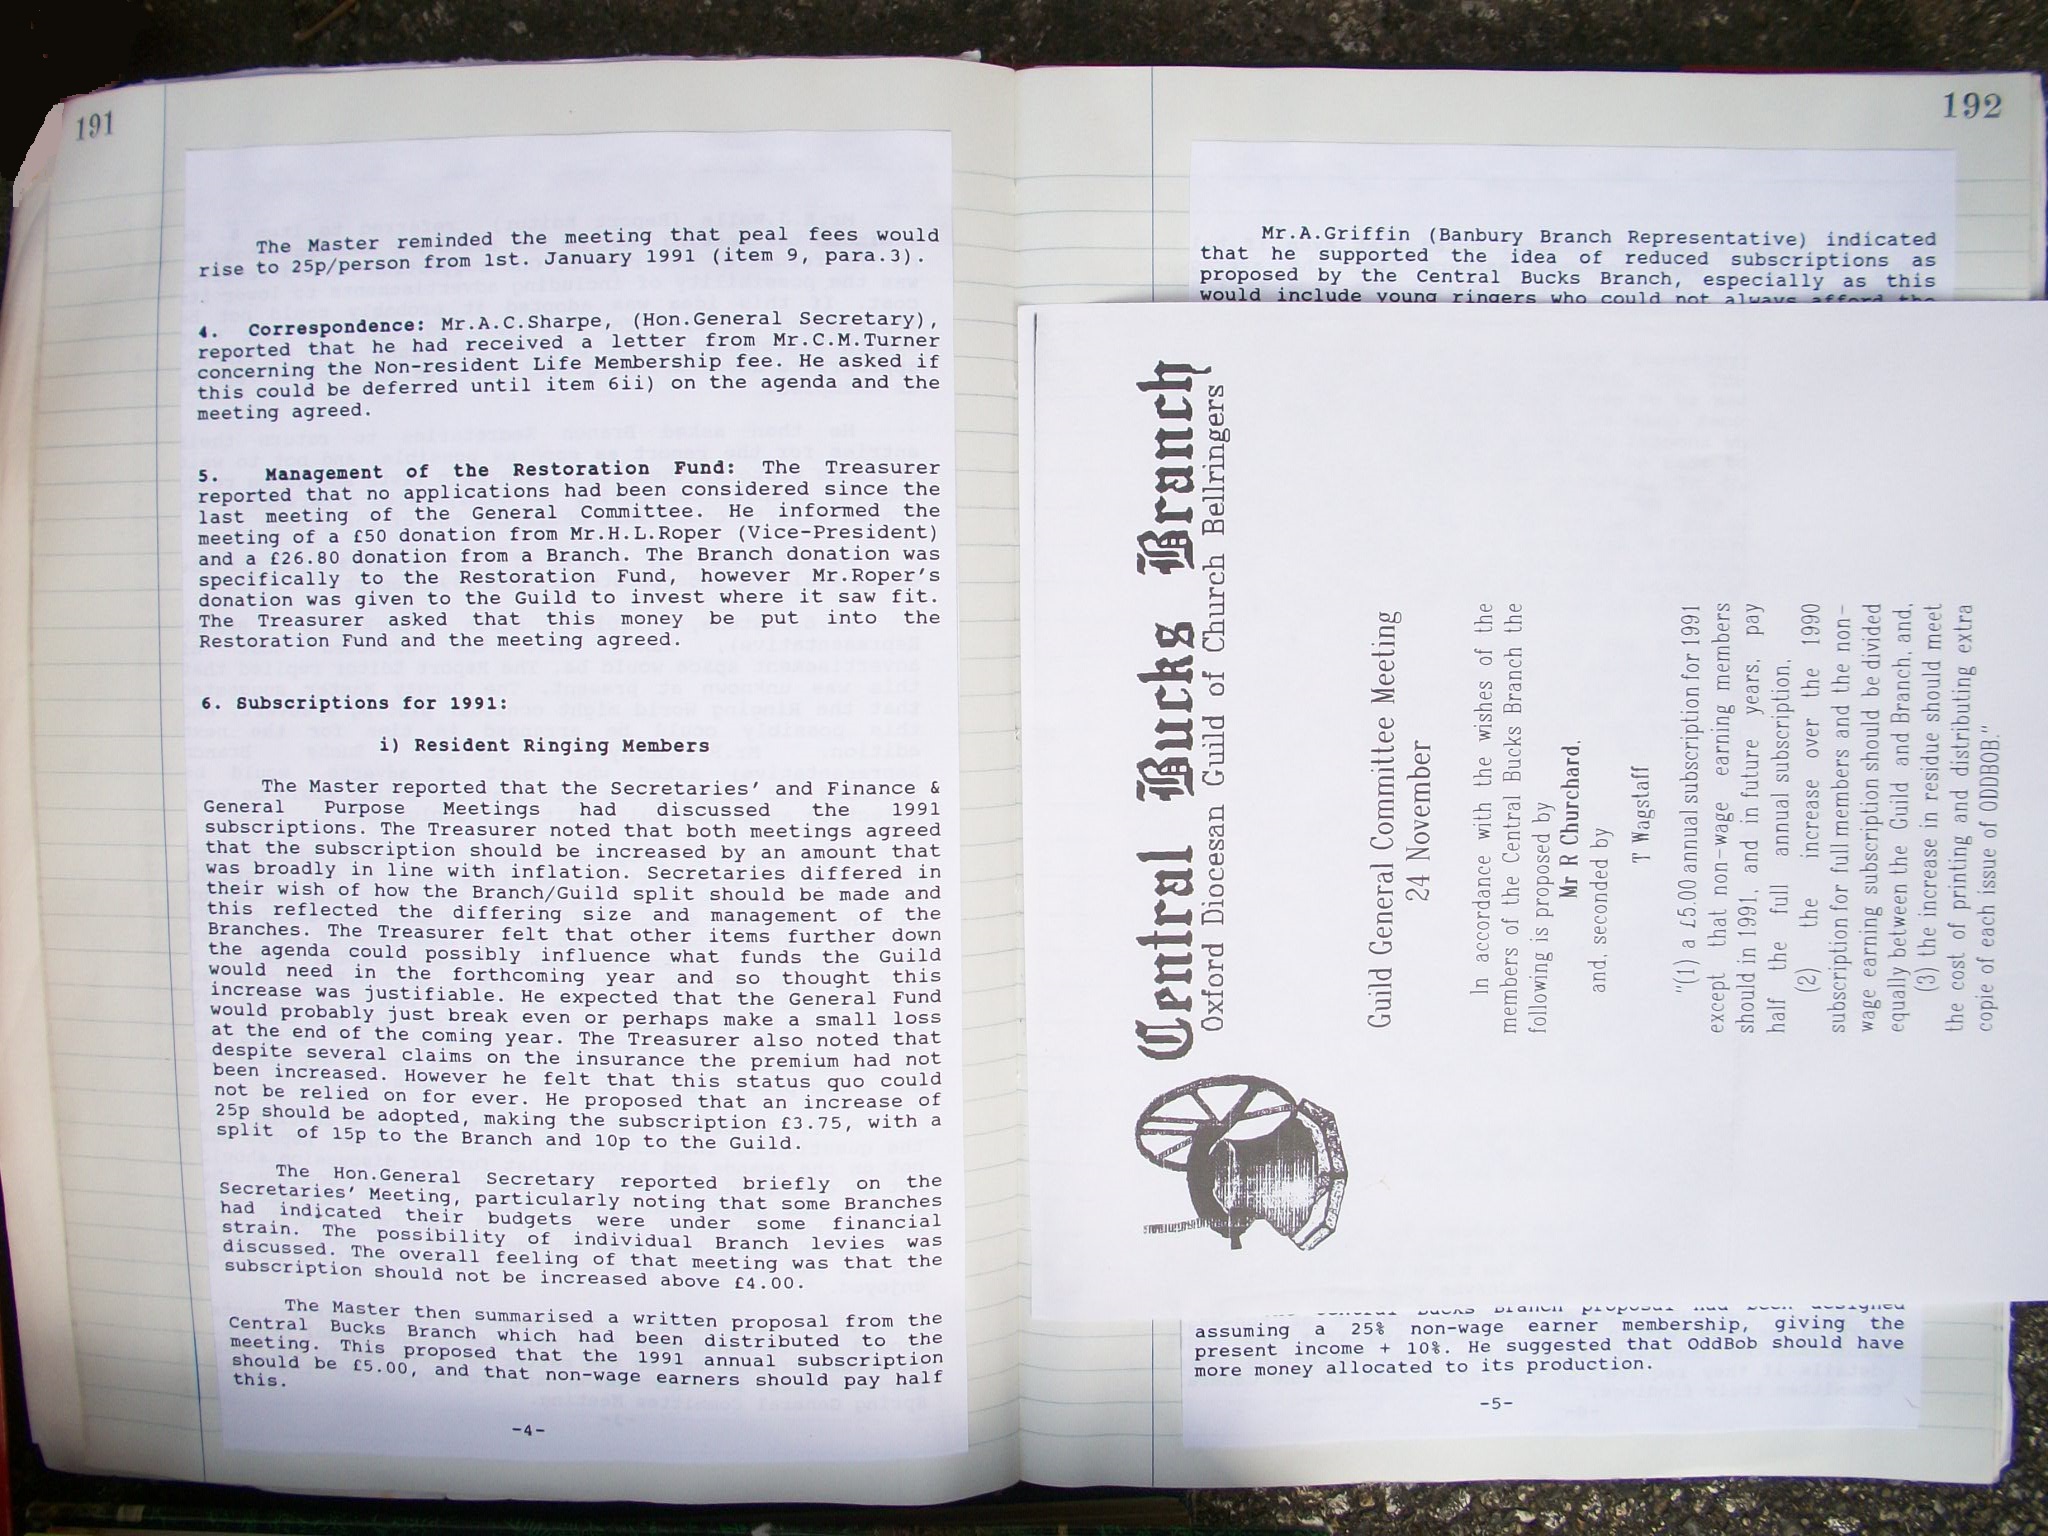 191
The Master reminded the meeting that peal fees would
rise to 25p/person from 1st. January 1991 (item 9, para.3).
4. Correspondence: Mr.A.C.Sharpe, (Hon.General Secretary),
reported that he had received a letter from Mr.C.M.Turner
concerning the Non-resident Life Membership fee. He asked if
this could be deferred until item 6ii) on the agenda and the
meeting agreed.
5. Management of the Restoration Fund: The Treasurer
reported that no applications had been considered since the
last meeting of the General Committee. He informed the
meeting of a £50 donation from Mr.H.L.Roper (Vice-President)
and a £26.80 donation from a Branch. The Branch donation was
specifically to the Restoration Fund, however Mr.Roper's
donation was given to the Guild to invest where it saw fit.
The Treasurer asked that this money be put into the
Restoration Fund and the meeting agreed.
6. Subscriptions for 1991:
i) Resident Ringing Members
The Master reported that the Secretaries' and Finance &
General Purpose Meetings had discussed the 1991
subscriptions. The Treasurer noted that both meetings agreed
that the subscription should be increased by an amount that
was broadly in line with inflation. Secretaries differed in
their wish of how the Branch/Guild split should be made and
this reflected the differing size and management of the
Branches. The Treasurer felt that other items further down
the agenda could possibly influence what funds the Guild
would need in the forthcoming year and so thought this
increase was justifiable. He expected that the General Fund
would probably just break even or perhaps make a small loss
at the end of the coming year. The Treasurer also noted that
despite several claims on the insurance the premium had not
been increased. However he felt that this status quo could
not be relied on for ever. He proposed that an increase of
25p should be adopted, making the subscription £3.75, with a
split of 15p to the Branch and 10p to the Guild.
The Hon.General Secretary reported briefly on the
Secretaries' Meeting, particularly noting that some Branches
had indicated their budgets were under some financial
strain. The possibility of individual Branch levies was
discussed. The overall feeling of that meeting was that the
subscription should not be increased above £4.00.
The Master then summarised a written proposal from the
Central Bucks Branch which had been distributed to the
meeting. This proposed that the 1991 annual subscription
should be £5.00, and that non-wage earners should pay half
this.
-4-
192
Mr.A.Griffin (Banbury Branch Representative) indicated
that he supported the idea of reduced subscriptions as
proposed by the Central Bucks Branch, especially as this
would include young ringers who could not always afford the
Central Bucks Branch
Oxford Diocesan Guild of Church Bellringers
Guild General Committee Meeting
24 November
In accordance with the wishes of the
members of the Central Bucks Branch the
following is proposed by
Mr R Churchard,
and, seconded by
T Wagstaff
"(1) a £5.00 annual subscription for 1991
except that non-wage earning members
should in 1991, and in future years, pay
half the full annual subscription,
(2) the increase over the 1990
subscription for full members and the non-
wage earning subscription should be divided
equally between the Guild and Branch, and,
(3) the increase in residue should meet
the cost of printing and distributing extra
copie of each issue of ODDBOB."
Central Bucks Branch proposal had been designed
assuming a 25% non-wage earner membership, giving the
present income + 10%. He suggested that OddBob should have
more money allocated to its production.
-5-